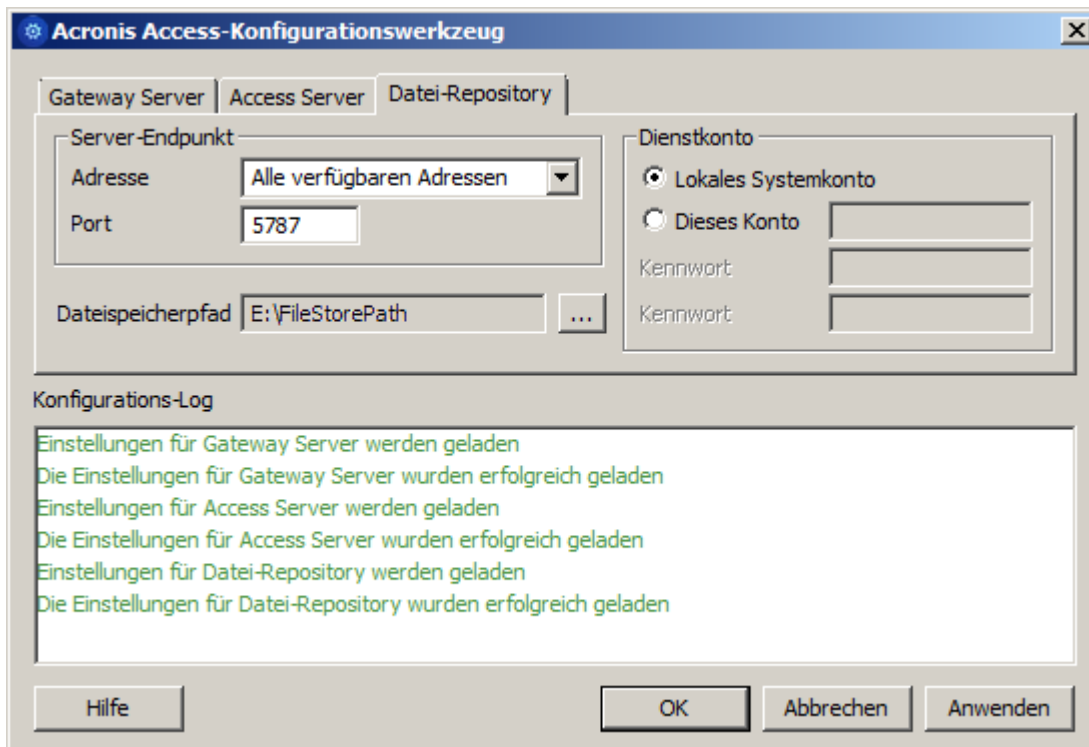 Acronis Access-Konfigurationswerkzeug
Gateway Server
Access Server
Datei-Repository
Server-Endpunkt
Adresse
Alle verfügbaren Adressen
Port
5787
Dateispeicherpfad
E:\FileStorePath
...
Dienstkonto
Lokales Systemkonto
Dieses Konto
Kennwort
Kennwort
Konfigurations-Log
Einstellungen für Gateway Server werden geladen
Die Einstellungen für Gateway Server wurden erfolgreich geladen
Einstellungen für Access Server werden geladen
Die Einstellungen für Access Server wurden erfolgreich geladen
Einstellungen für Datei-Repository werden geladen
Die Einstellungen für Datei-Repository wurden erfolgreich geladen
Hilfe
OK
Abbrechen
Anwenden